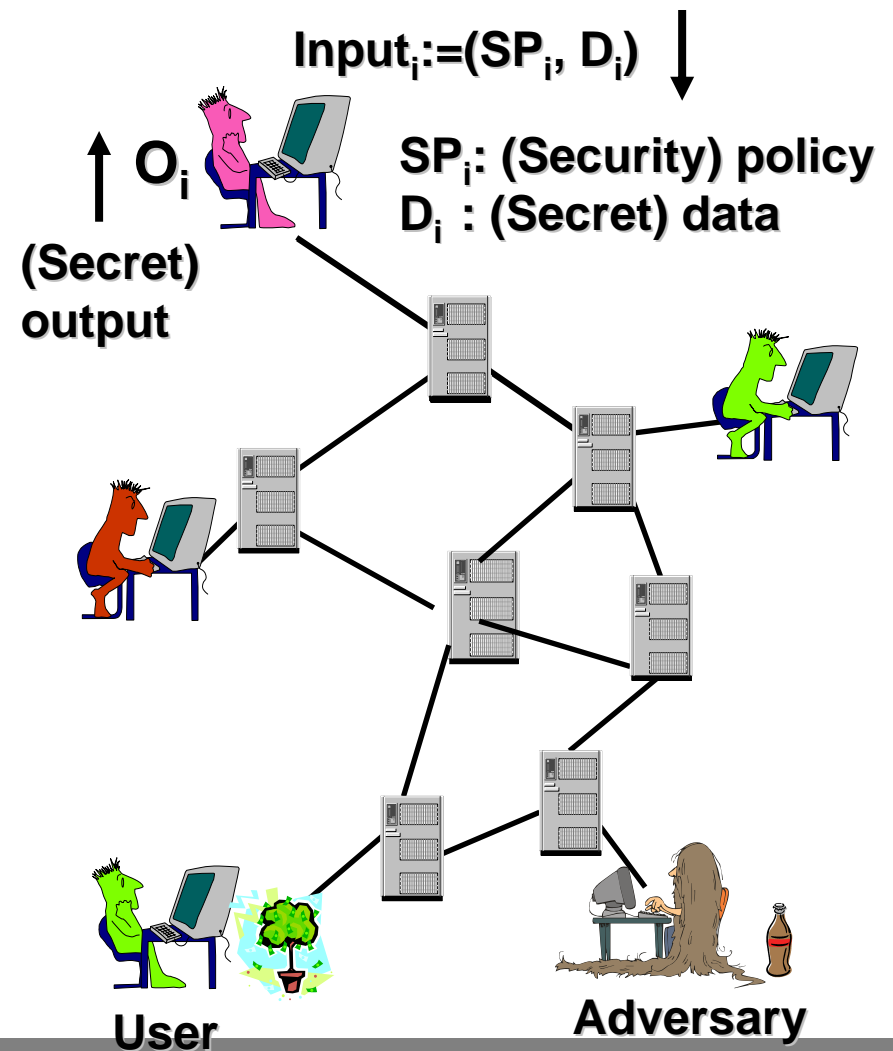 Inputᵢ:=(SPᵢ, Dᵢ)
Oᵢ
SPᵢ: (Security) policy
Dᵢ : (Secret) data
(Secret)
output
User
Adversary